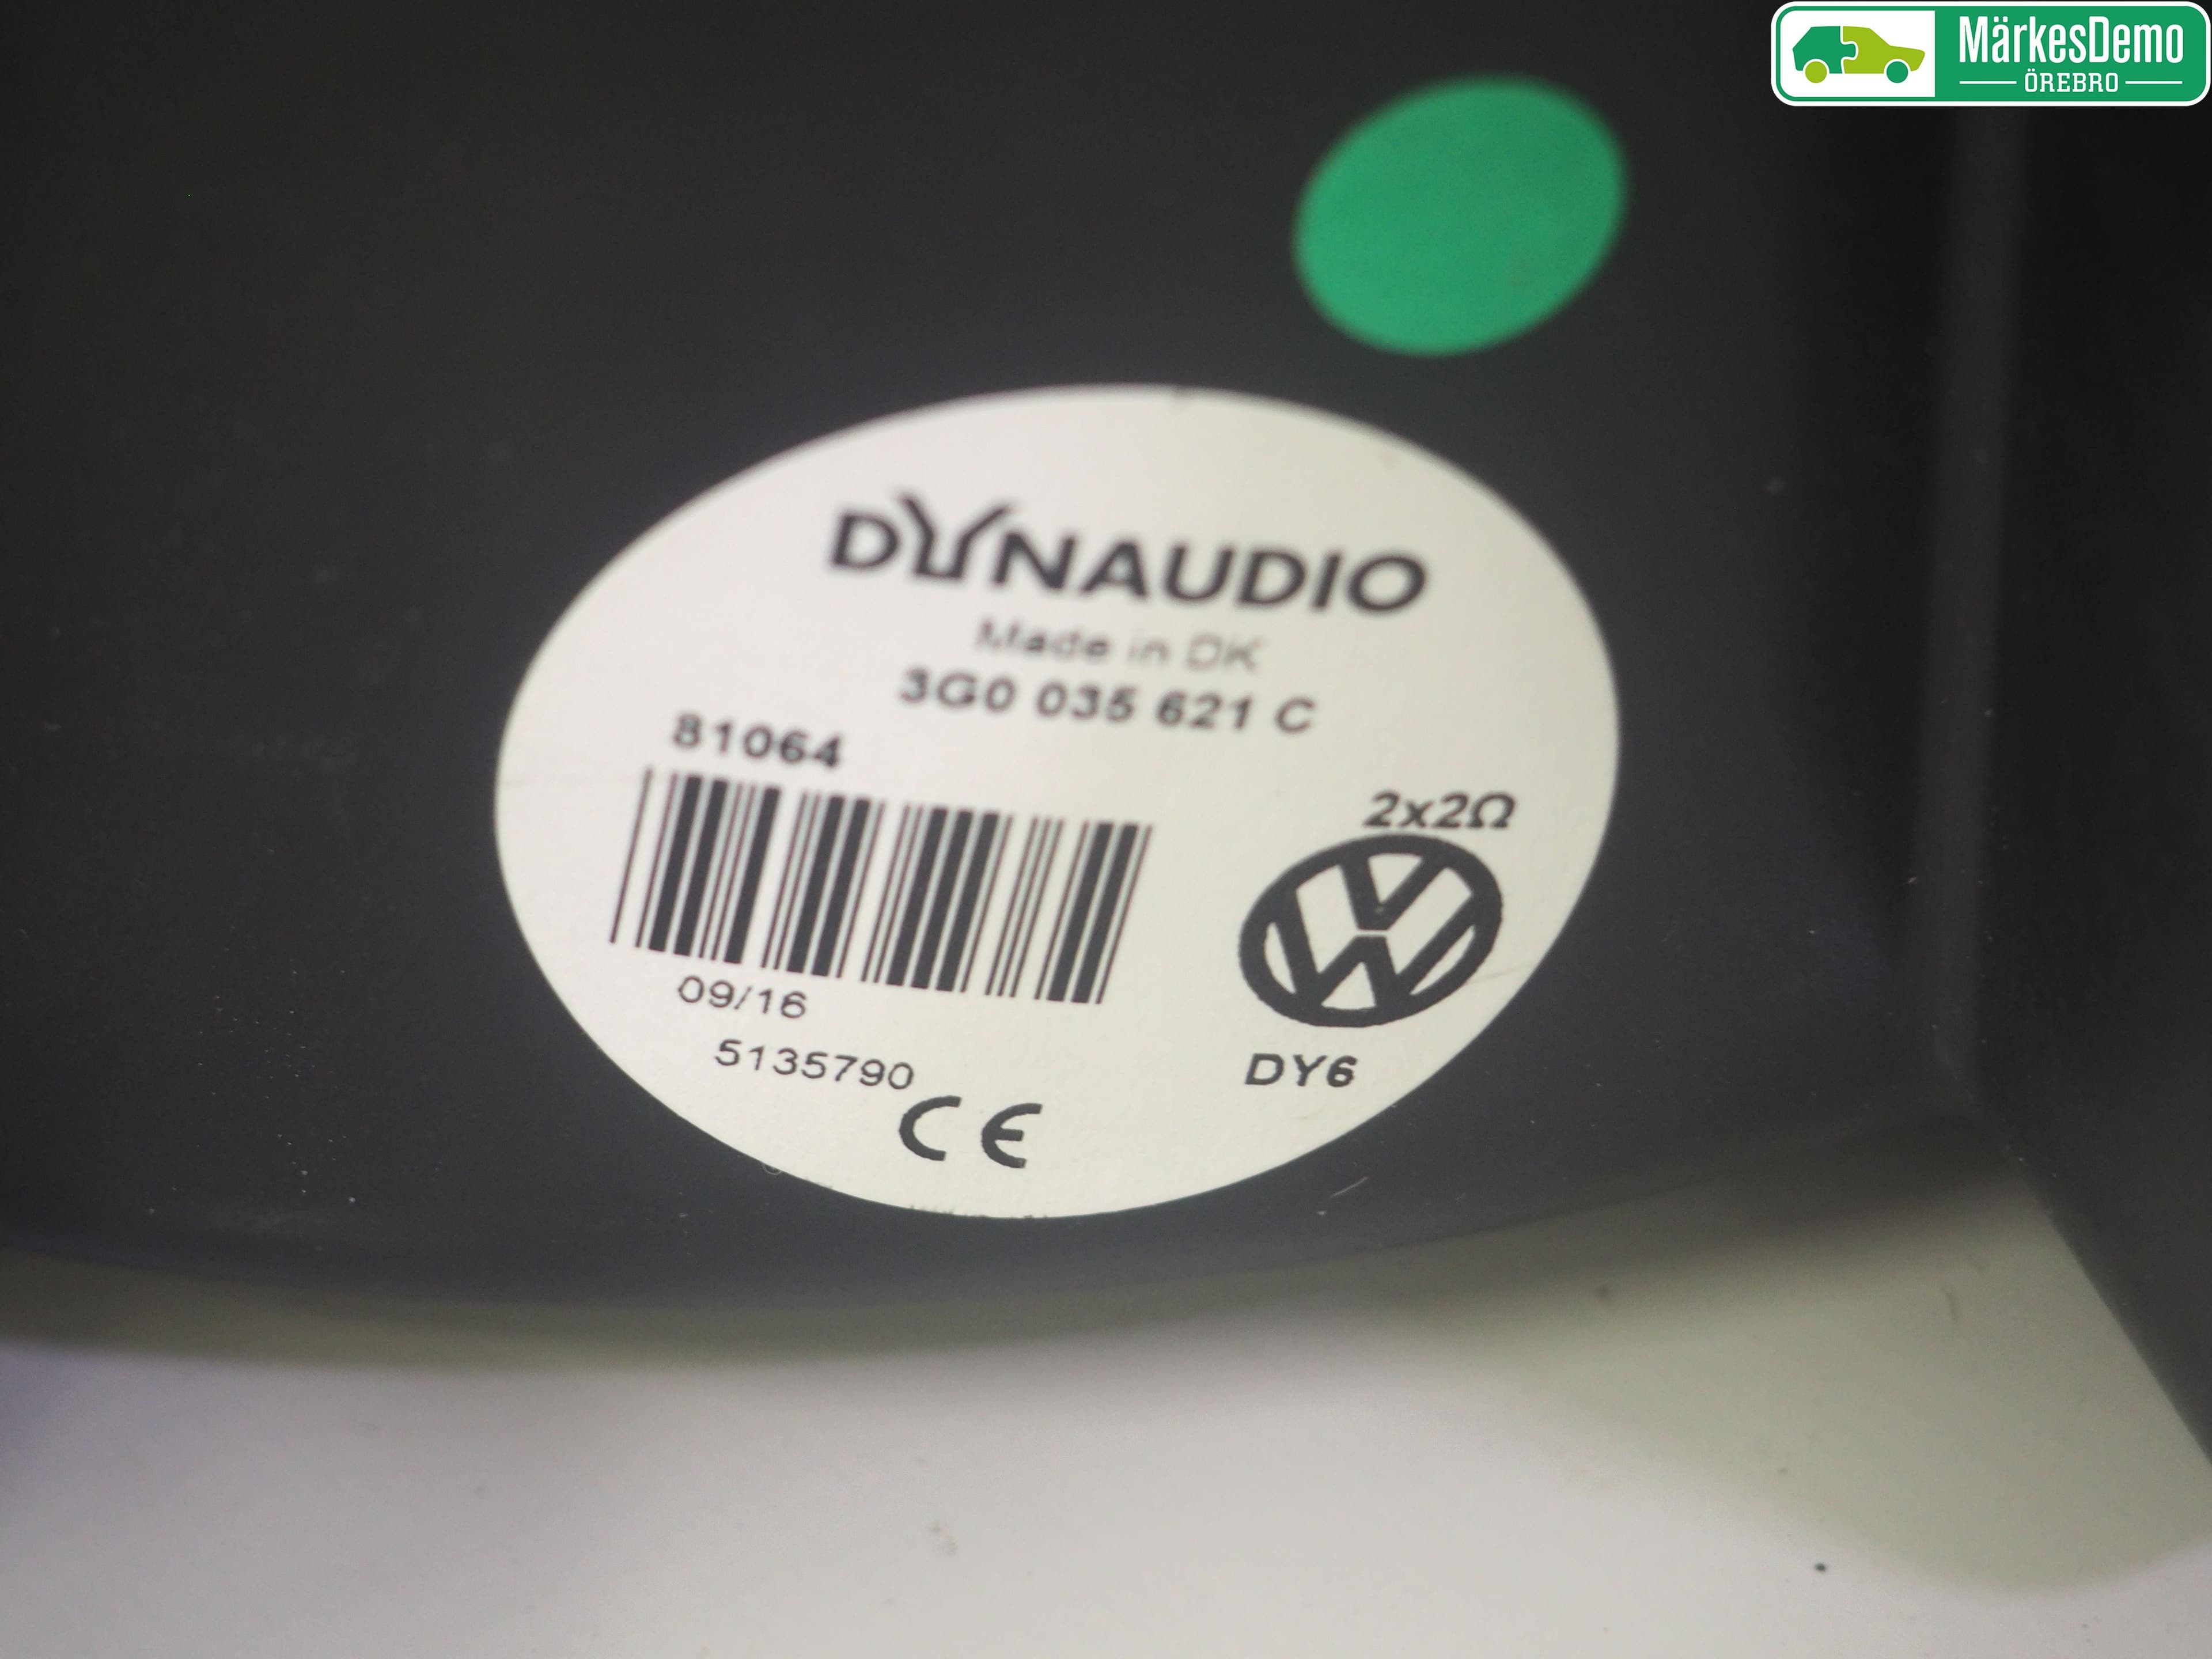 MärkesDemo
ÖREBRO
DYNAUDIO
Made in DK
3G0 035 621 C
81064
2x2Ω
09/16
5135790
DY6
CE